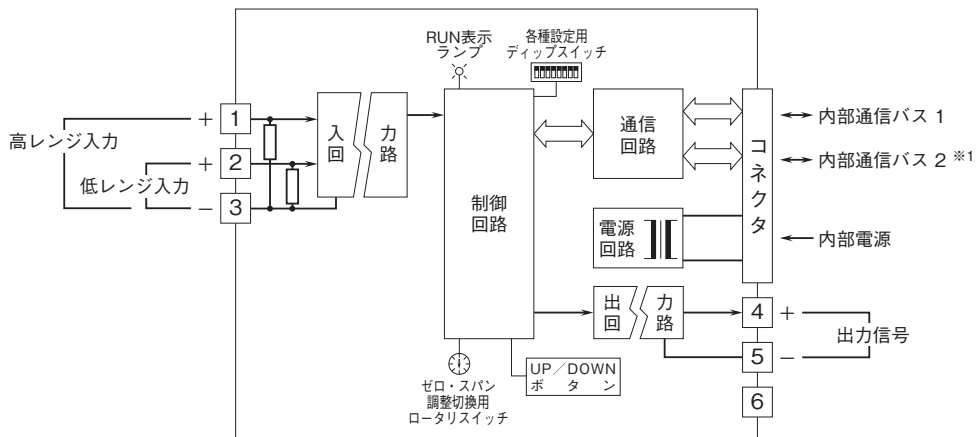 RUN表示
ランプ
各種設定用
ディップスイッチ
高レンジ入力
低レンジ入力
+ 1
+ 2
− 3
入力
回路
制御
回路
通信
回路
電源
回路
コネクタ
内部通信バス 1
内部通信バス 2 ※1
内部電源
出力
回路
4 +
5 −
6
出力信号
ゼロ・スパン
調整切換用
ロータリスイッチ
UP/DOWN
ボタン